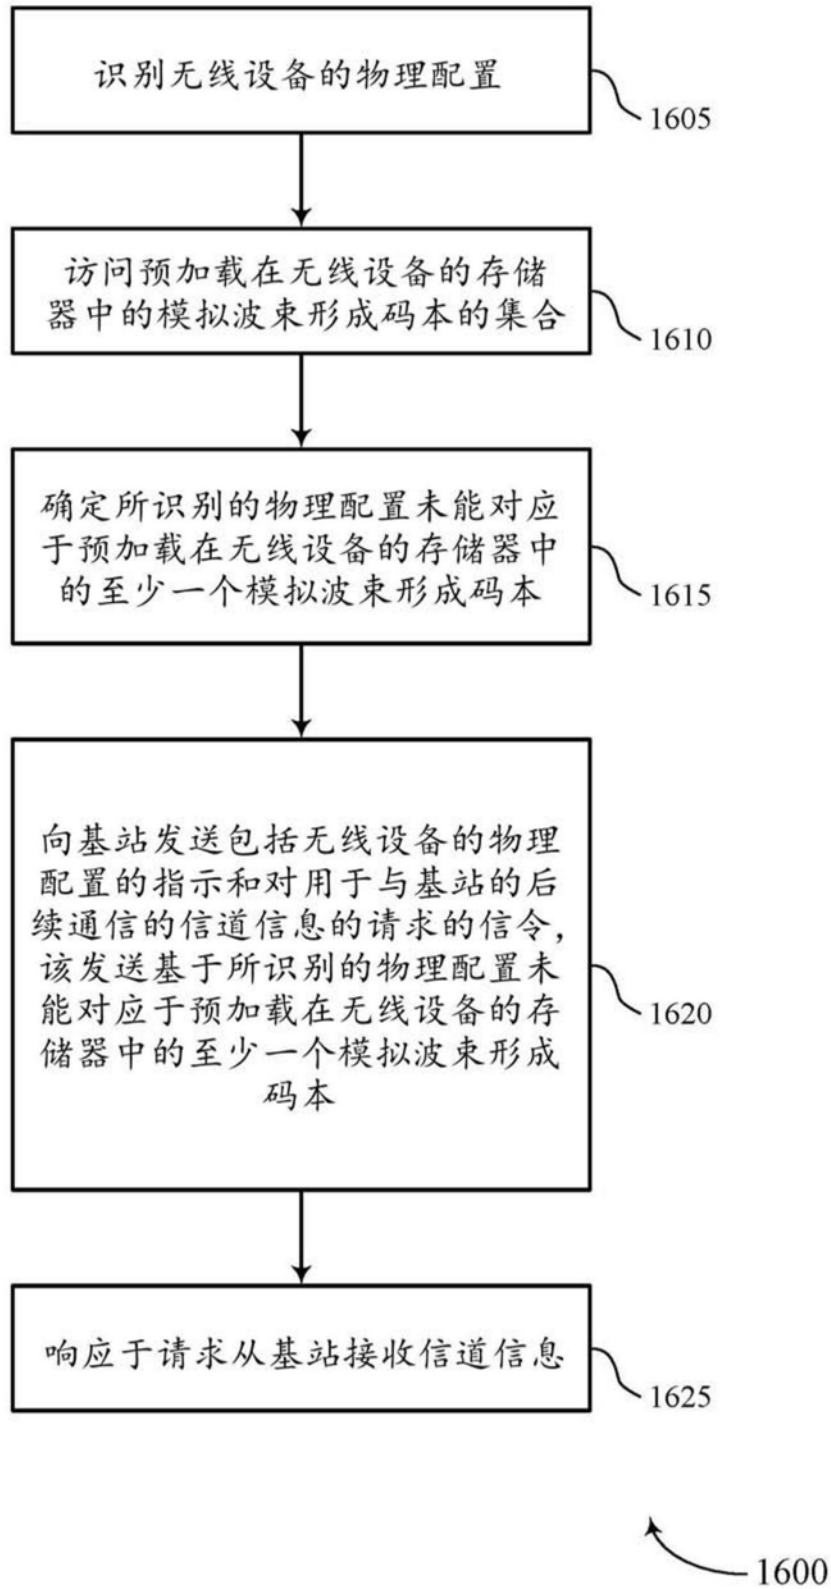 识别无线设备的物理配置
1605
访问预加载在无线设备的存储
器中的模拟波束形成码本的集合
1610
确定所识别的物理配置未能对应
于预加载在无线设备的存储器中
的至少一个模拟波束形成码本
1615
向基站发送包括无线设备的物理
配置的指示和对用于与基站的后
续通信的信道信息的请求的信令，
该发送基于所识别的物理配置未
能对应于预加载在无线设备的存
储器中的至少一个模拟波束形成
码本
1620
响应于请求从基站接收信道信息
1625
1600